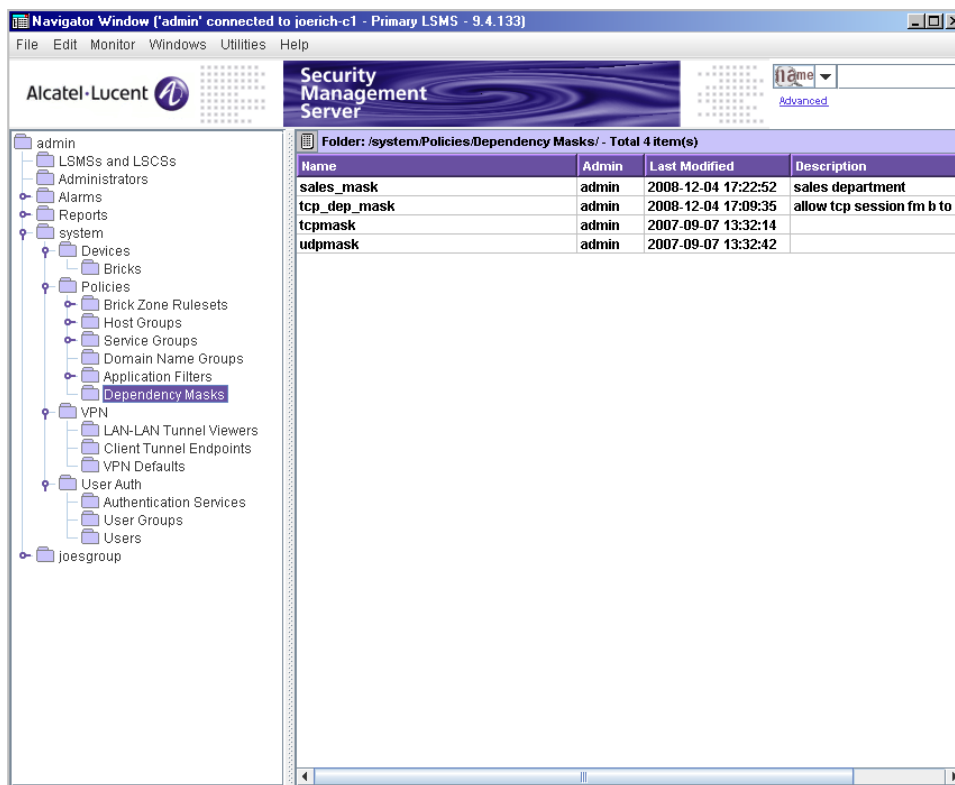 Navigator Window ('admin' connected to joerich-c1 - Primary LSMS - 9.4.133)
File Edit Monitor Windows Utilities Help
Alcatel·Lucent
Security
Management
Server
name
Advanced
admin
LSMSs and LSCSs
Administrators
Alarms
Reports
system
Devices
Bricks
Policies
Brick Zone Rulesets
Host Groups
Service Groups
Domain Name Groups
Application Filters
Dependency Masks
VPN
LAN-LAN Tunnel Viewers
Client Tunnel Endpoints
VPN Defaults
User Auth
Authentication Services
User Groups
Users
joesgroup
Folder: /system/Policies/Dependency Masks/ - Total 4 item(s)
Name Admin Last Modified Description
sales_mask admin 2008-12-04 17:22:52 sales department
tcp_dep_mask admin 2008-12-04 17:09:35 allow tcp session fm b to
tcpmask admin 2007-09-07 13:32:14
udpmask admin 2007-09-07 13:32:42